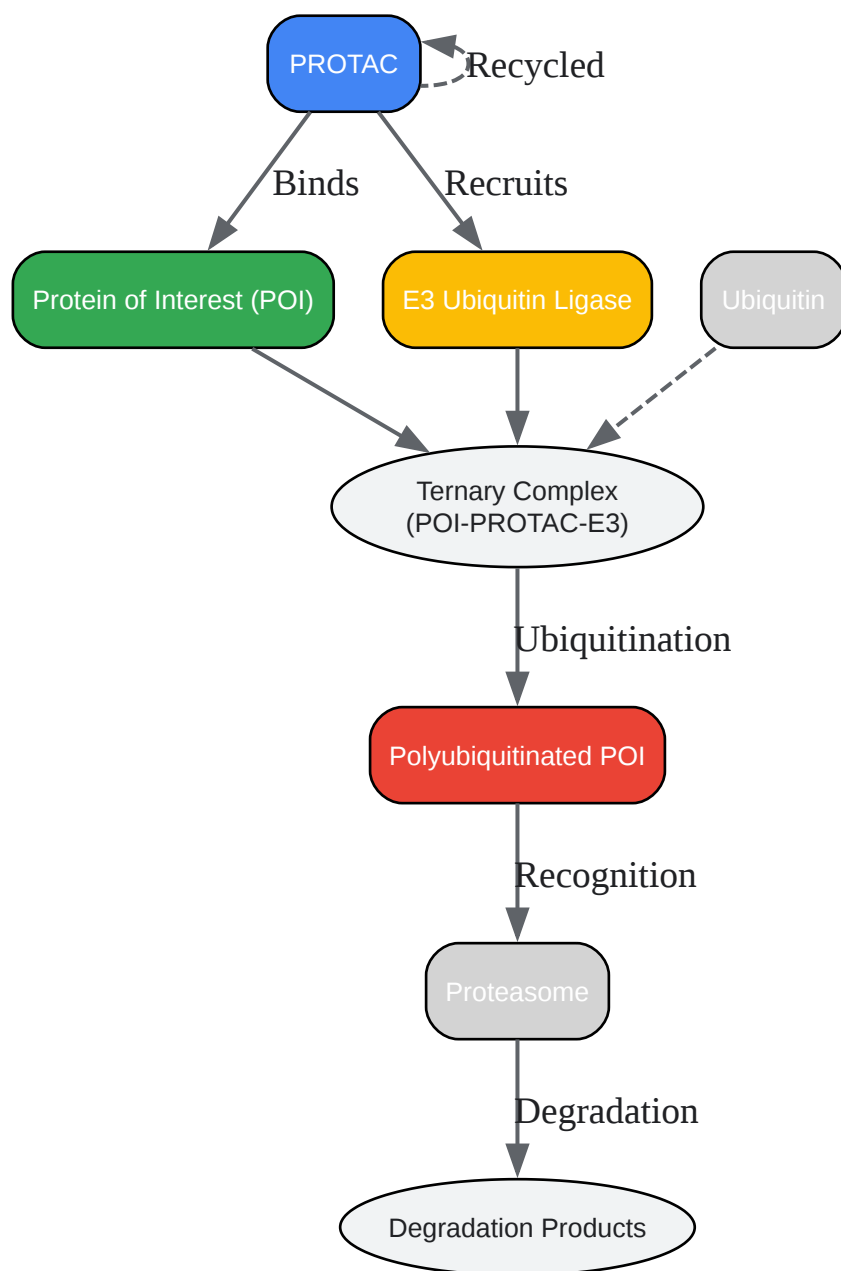 PROTAC
Recycled
Binds
Recruits
Protein of Interest (POI)
E3 Ubiquitin Ligase
Ubiquitin
Ternary Complex
(POI-PROTAC-E3)
Ubiquitination
Polyubiquitinated POI
Recognition
Proteasome
Degradation
Degradation Products